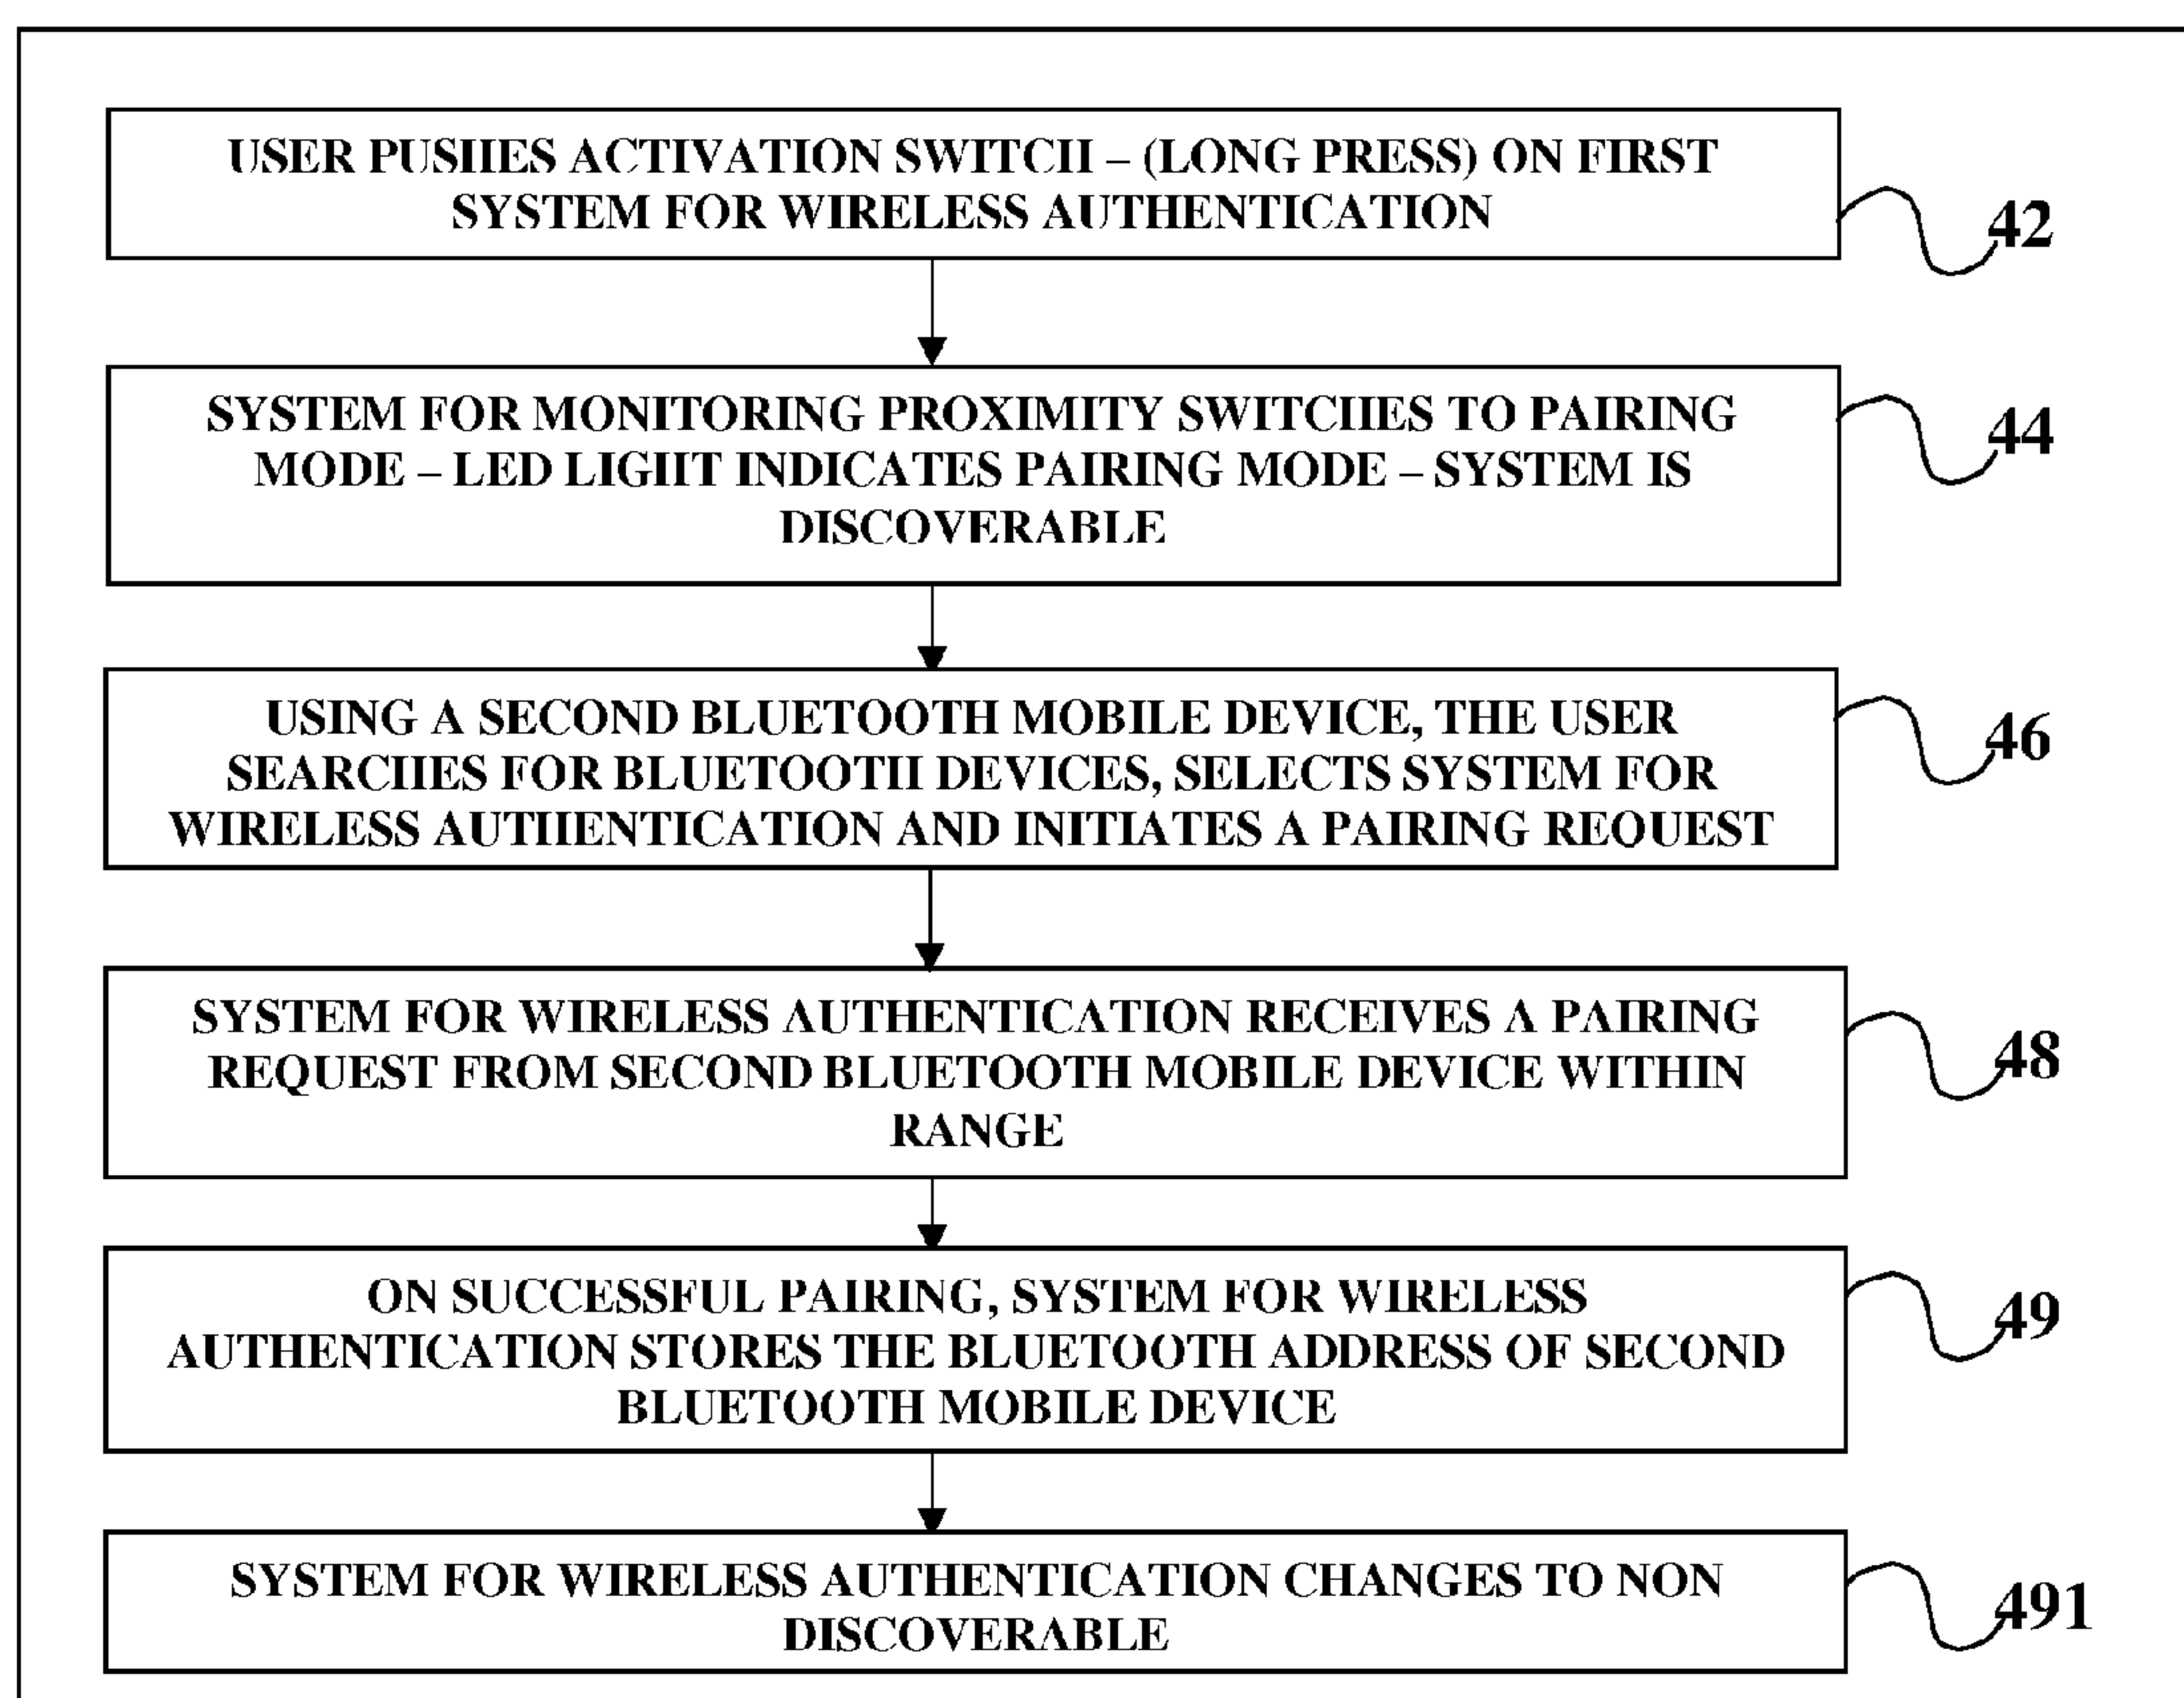 USER PUSHES ACTIVATION SWITCH – (LONG PRESS) ON FIRST
SYSTEM FOR WIRELESS AUTHENTICATION
42
SYSTEM FOR MONITORING PROXIMITY SWITCHES TO PAIRING
MODE – LED LIGHT INDICATES PAIRING MODE – SYSTEM IS
DISCOVERABLE
44
USING A SECOND BLUETOOTH MOBILE DEVICE, THE USER
SEARCHES FOR BLUETOOTH DEVICES, SELECTS SYSTEM FOR
WIRELESS AUTHENTICATION AND INITIATES A PAIRING REQUEST
46
SYSTEM FOR WIRELESS AUTHENTICATION RECEIVES A PAIRING
REQUEST FROM SECOND BLUETOOTH MOBILE DEVICE WITHIN
RANGE
48
ON SUCCESSFUL PAIRING, SYSTEM FOR WIRELESS
AUTHENTICATION STORES THE BLUETOOTH ADDRESS OF SECOND
BLUETOOTH MOBILE DEVICE
49
SYSTEM FOR WIRELESS AUTHENTICATION CHANGES TO NON
DISCOVERABLE
491